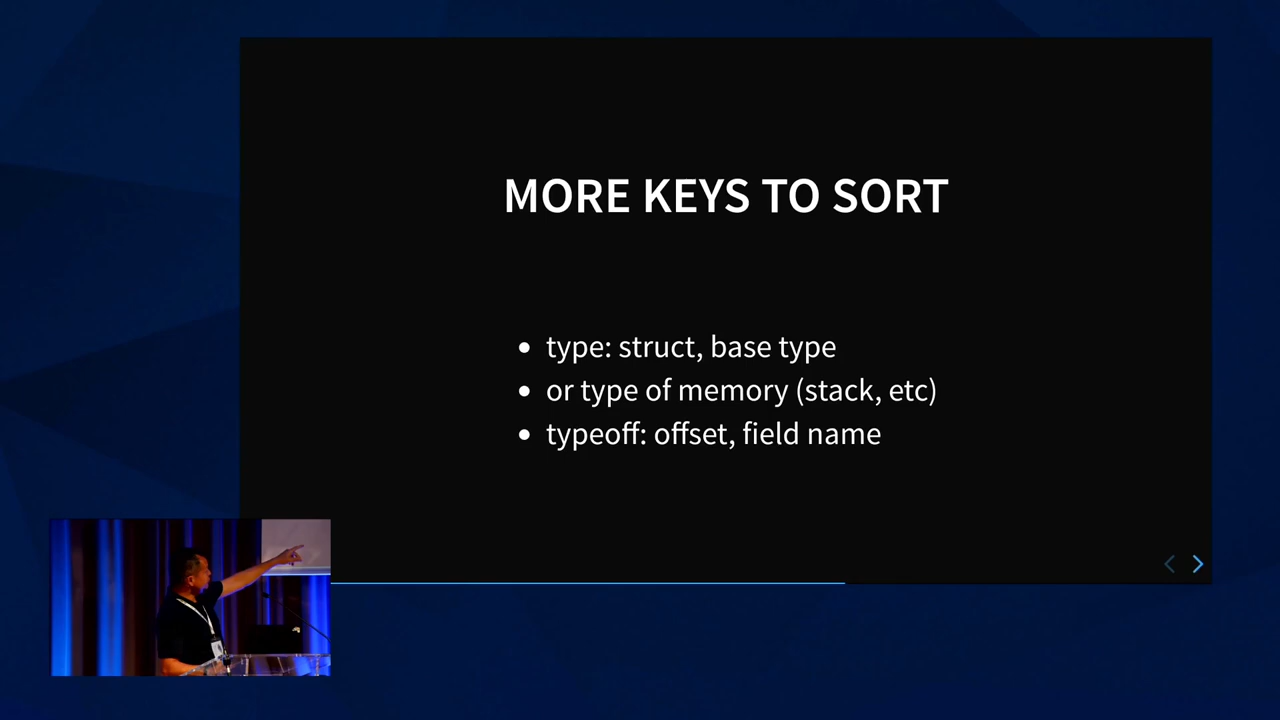 MORE KEYS TO SORT
type: struct, base type
or type of memory (stack, etc)
typeoff: offset, field name